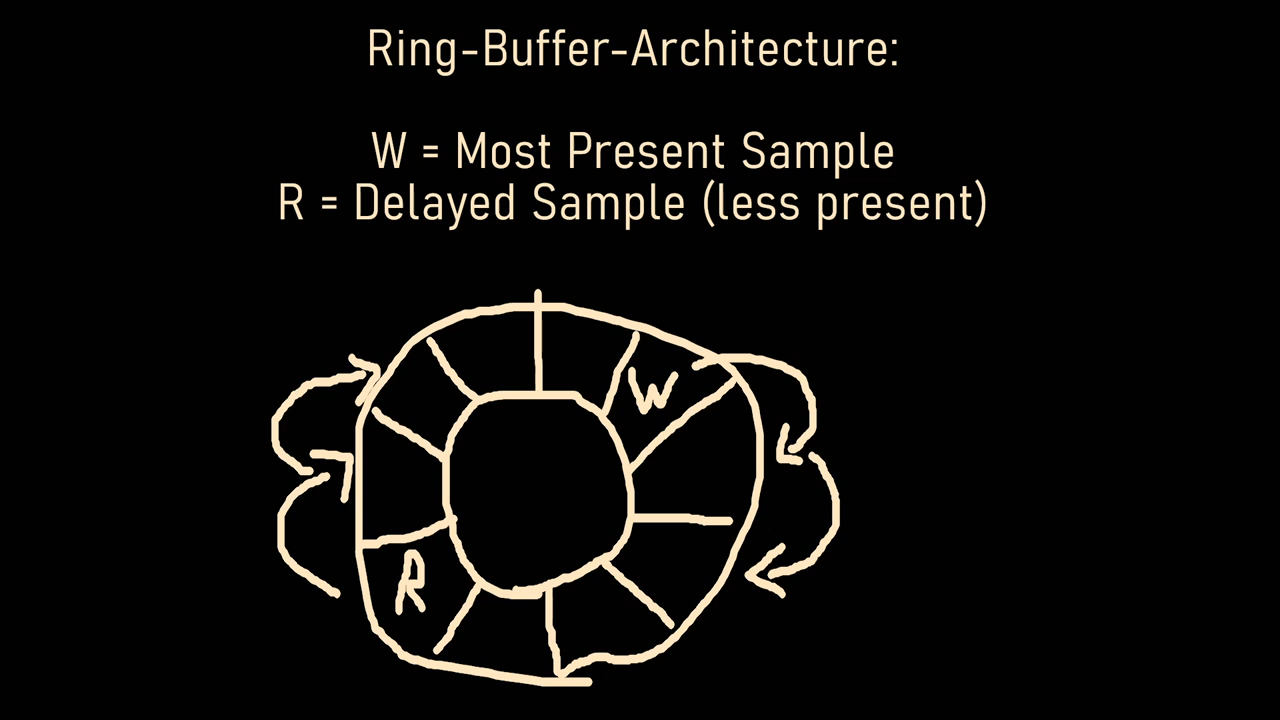 Ring-Buffer-Architecture:
W = Most Present Sample
R = Delayed Sample (less present)
W
R